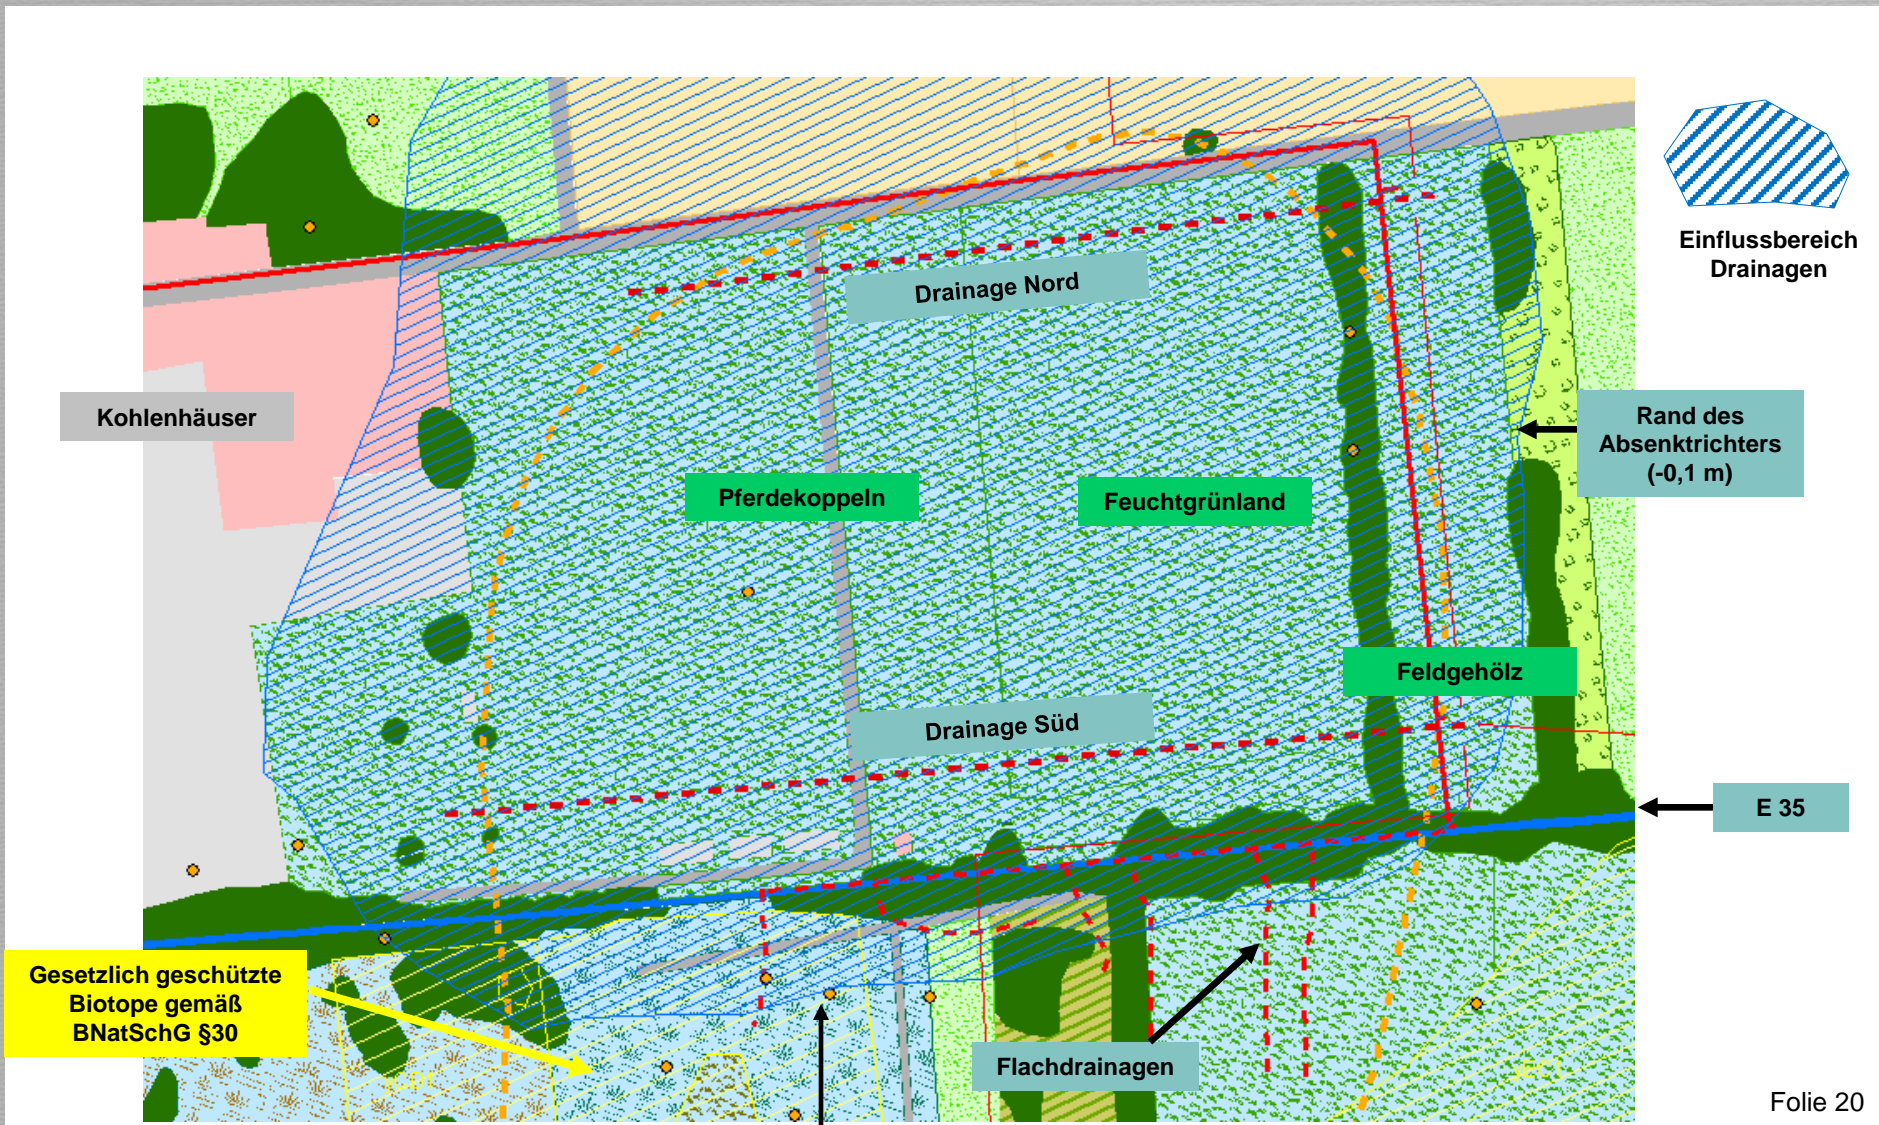 Einflussbereich
Drainagen
Drainage Nord
Kohlenhäuser
Rand des
Absenktrichters
(-0,1 m)
Pferdekoppeln
Feuchtgrünland
Feldgehölz
Drainage Süd
E 35
Gesetzlich geschützte
Biotope gemäß
BNatSchG §30
Flachdrainagen
Folie 20